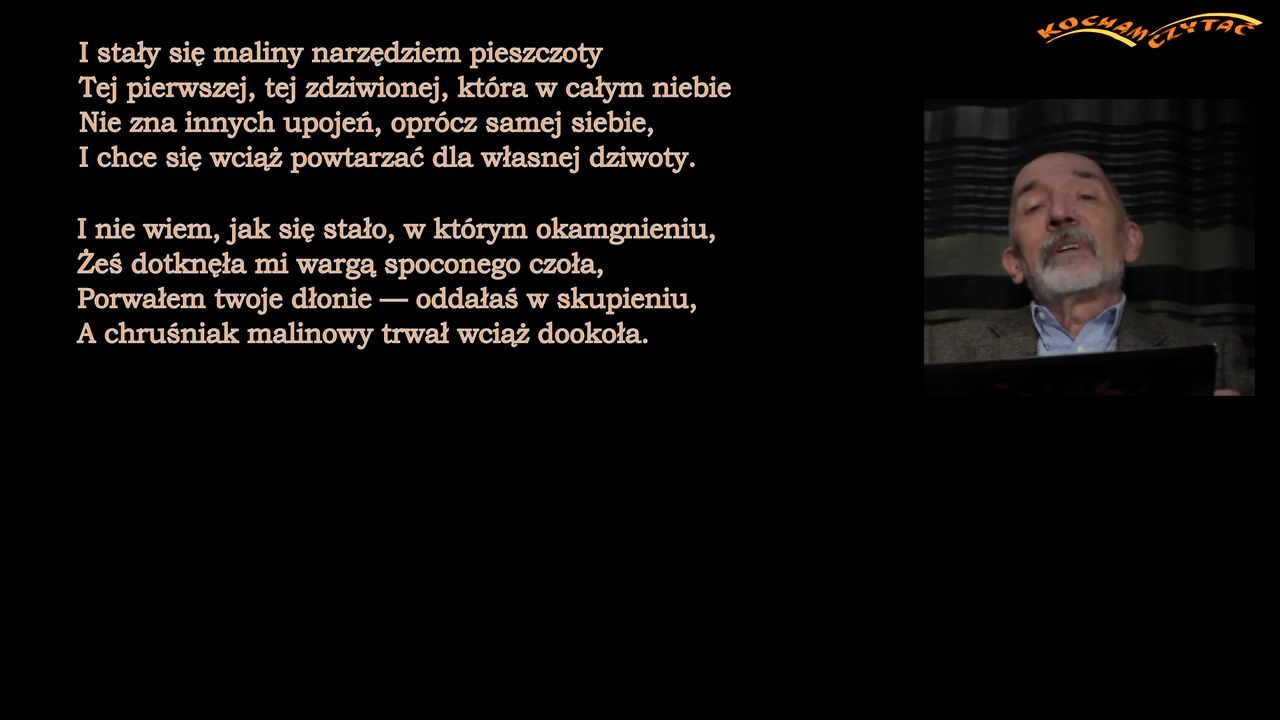 KOCHAM CZYTAĆ
I stały się maliny narzędziem pieszczoty
Tej pierwszej, tej zdziwionej, która w całym niebie
Nie zna innych upojeń, oprócz samej siebie,
I chce się wciąż powtarzać dla własnej dziwoty.
I nie wiem, jak się stało, w którym okamgnieniu,
Żeś dotknęła mi wargą spoconego czoła,
Porwałem twoje dłonie — oddałaś w skupieniu,
A chruśniak malinowy trwał wciąż dookoła.